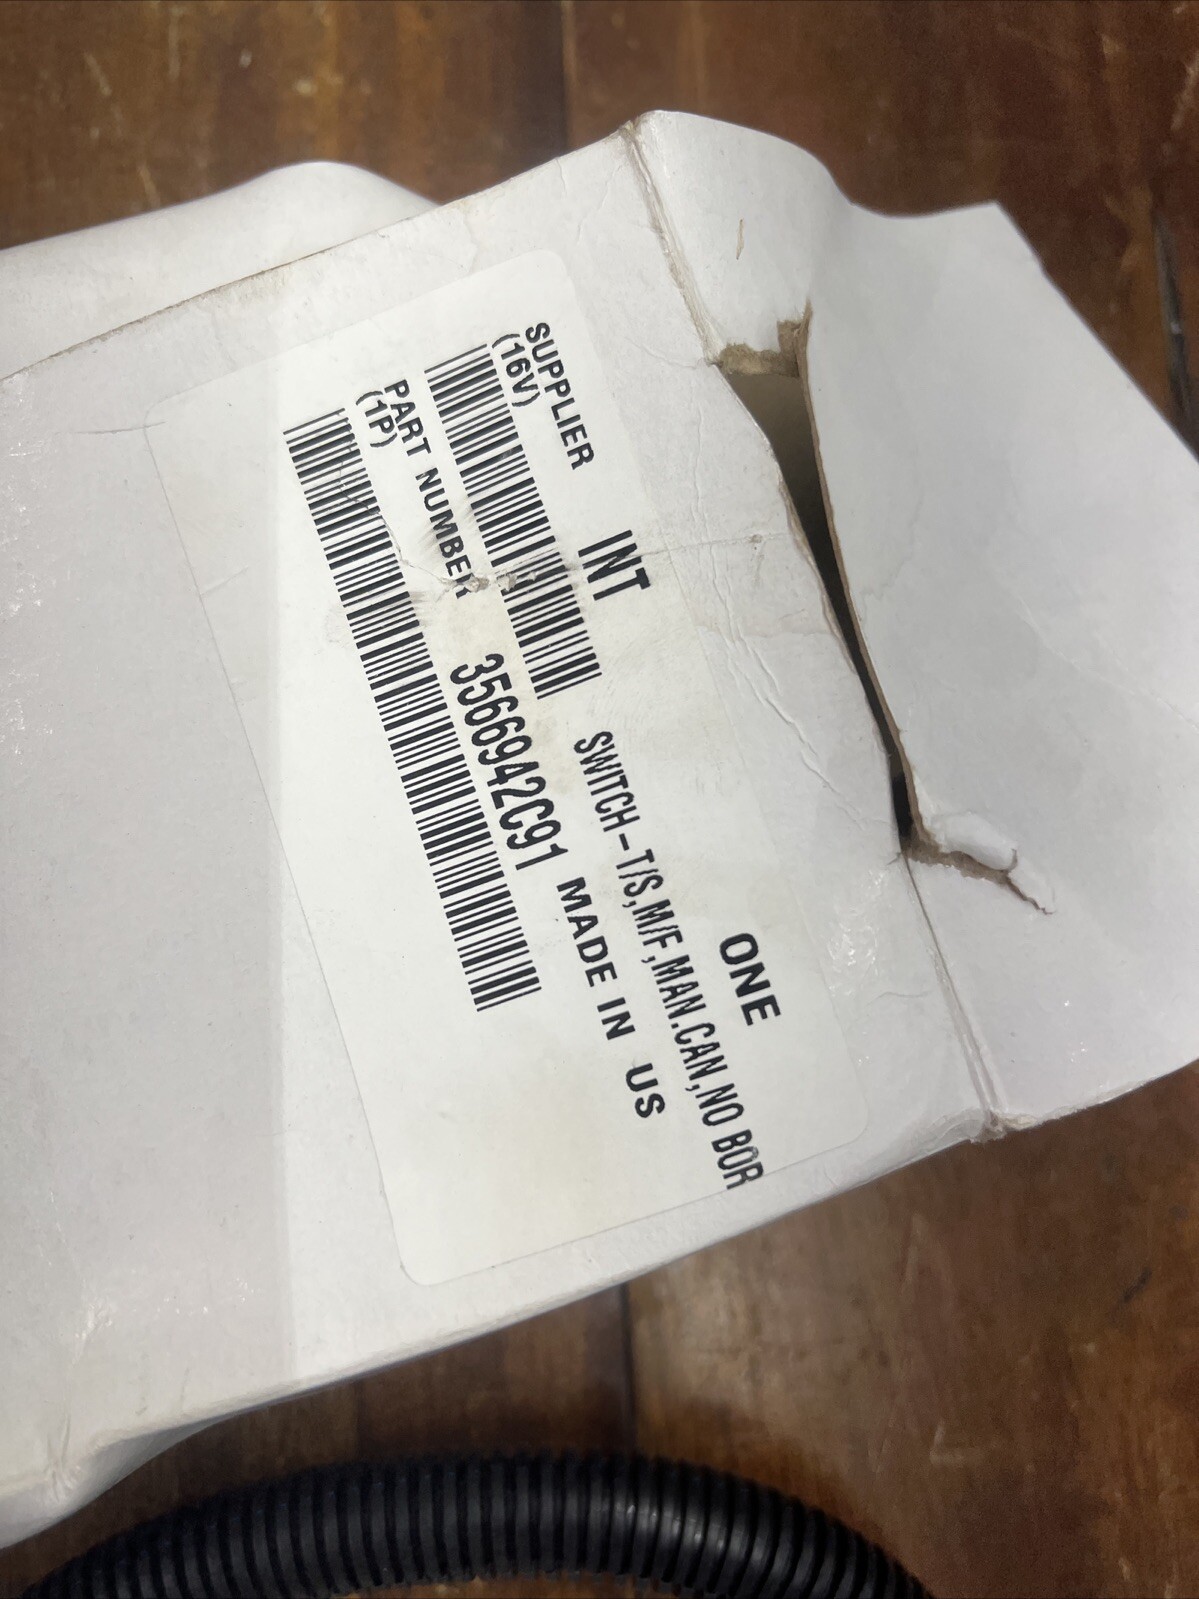 ONE
SWITCH-T/S,M/F,MAN.CAN,NO BOR
SUPPLIER INT
(16V)
MADE IN US
PART NUMBER 3566942C91
(1P)